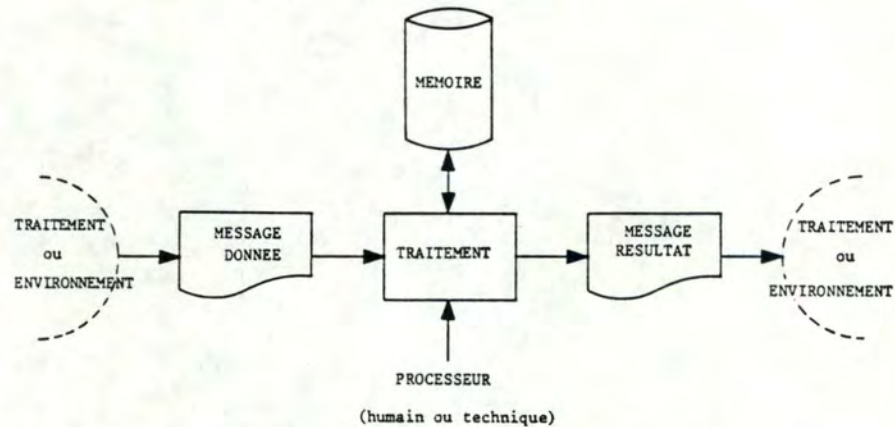 MEMOIRE
TRAITEMENT
ou
ENVIRONNEMENT
MESSAGE
DONNEE
TRAITEMENT
MESSAGE
RESULTAT
TRAITEMENT
ou
ENVIRONNEMENT
PROCESSEUR
(humain ou technique)